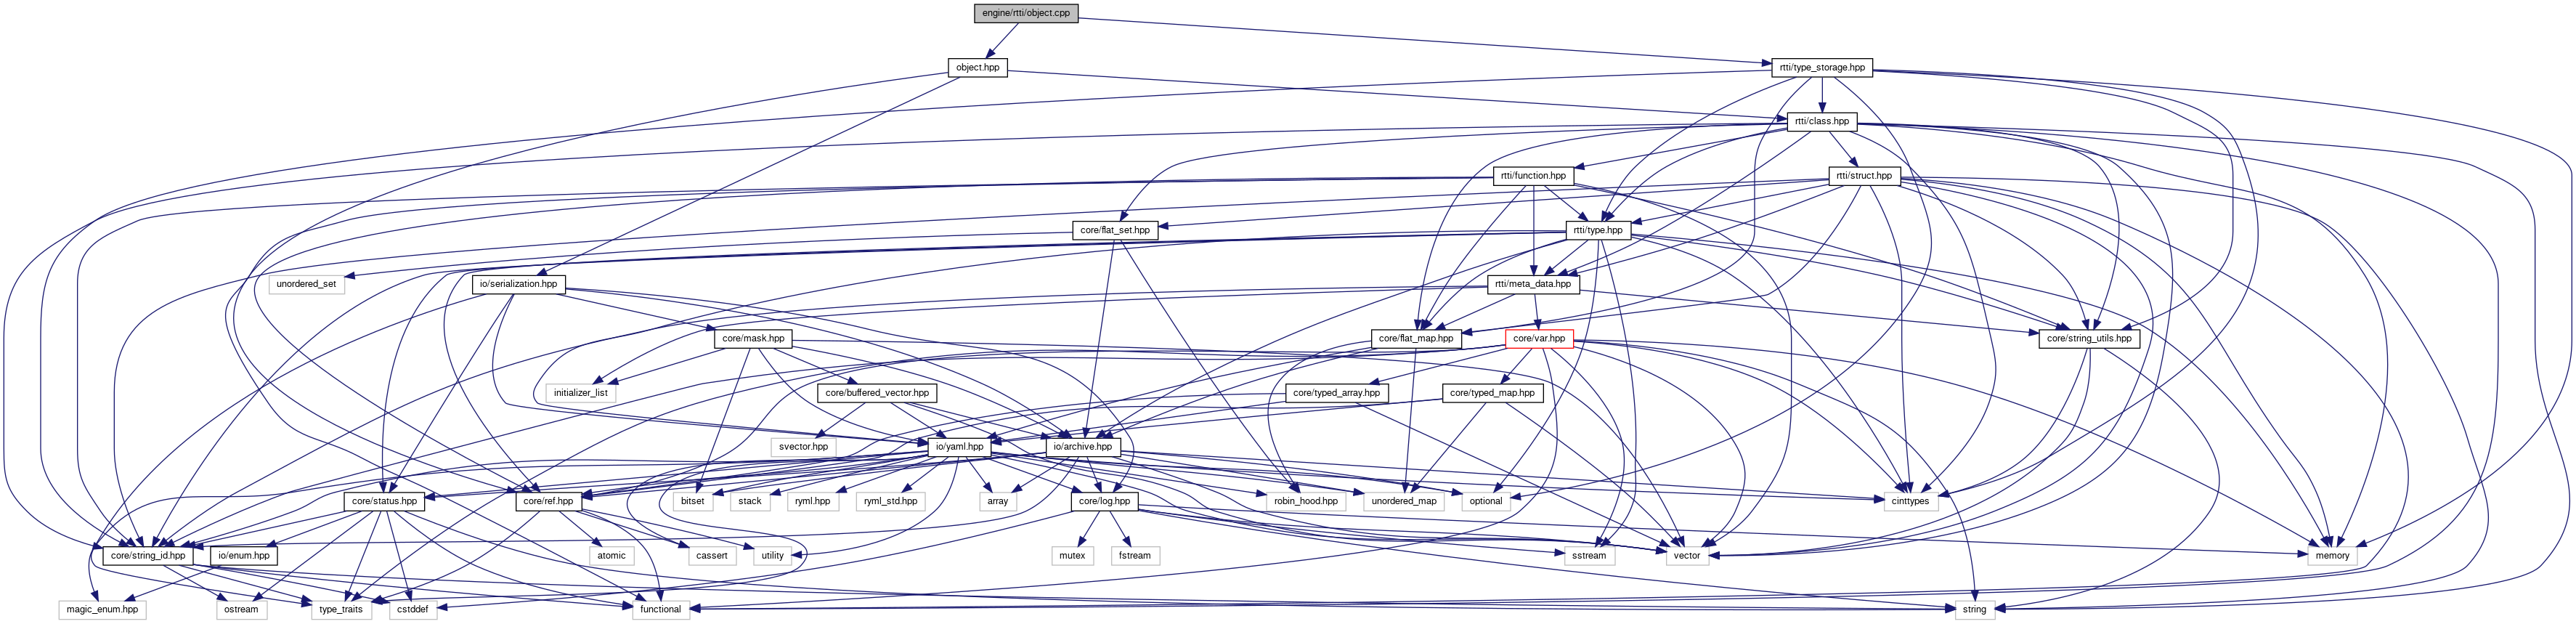 engine/rtti/object.cpp
object.hpp
rtti/type_storage.hpp
rtti/class.hpp
rtti/function.hpp
rtti/struct.hpp
core/flat_set.hpp
rtti/type.hpp
unordered_set
io/serialization.hpp
rtti/meta_data.hpp
core/mask.hpp
core/flat_map.hpp
core/var.hpp
core/string_utils.hpp
initializer_list
core/buffered_vector.hpp
core/typed_array.hpp
core/typed_map.hpp
svector.hpp
io/yaml.hpp
io/archive.hpp
core/status.hpp
core/ref.hpp
bitset
stack
ryml.hpp
ryml_std.hpp
array
core/log.hpp
robin_hood.hpp
unordered_map
optional
cinttypes
core/string_id.hpp
io/enum.hpp
atomic
cassert
utility
mutex
fstream
sstream
vector
memory
magic_enum.hpp
ostream
type_traits
cstddef
functional
string